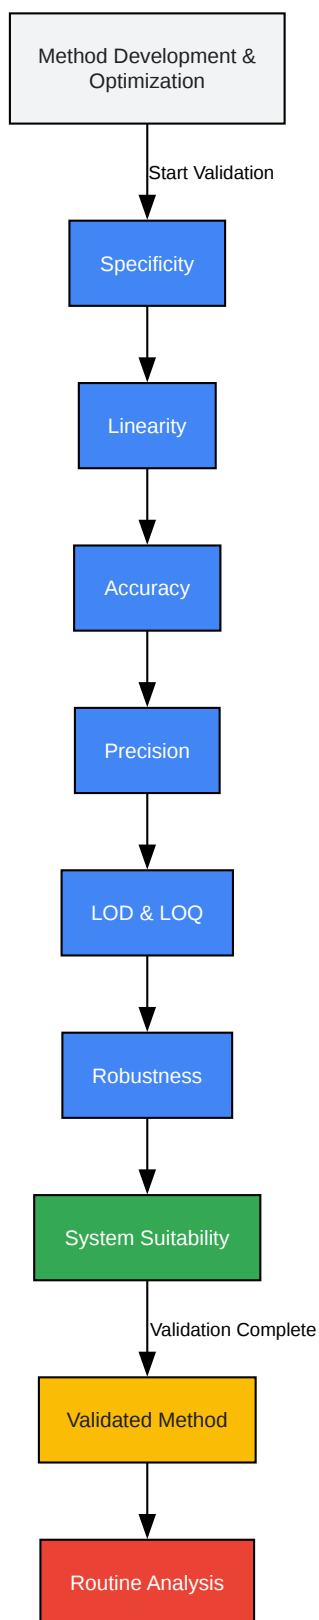 Method Development &
Optimization
Start Validation
Specificity
Linearity
Accuracy
Precision
LOD & LOQ
Robustness
System Suitability
Validation Complete
Validated Method
Routine Analysis